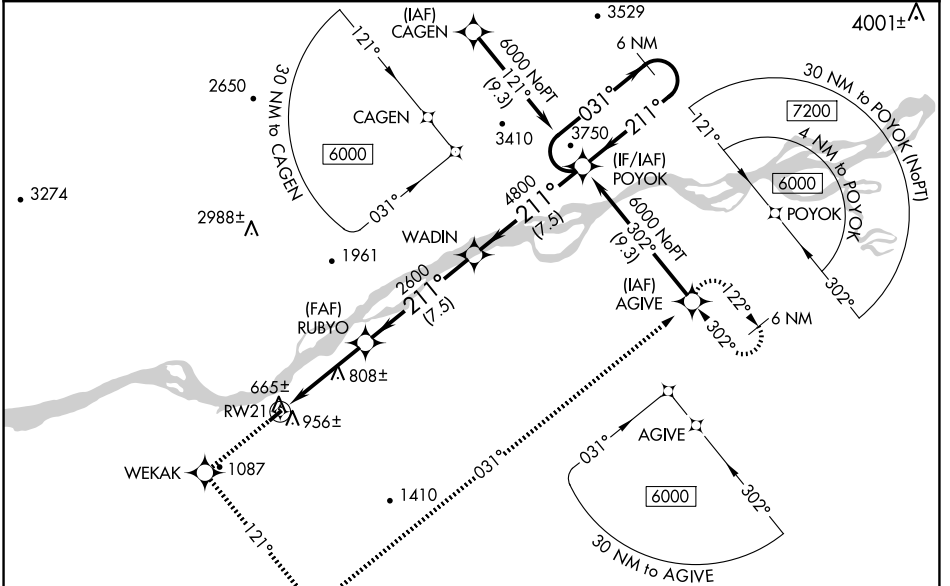 (IAF)
CAGEN
3529
4001±
6 NM
6000 NoPT
121°
(9.3)
031°
211°
121°
30 NM to CAGEN
CAGEN
6000
031°
2650
3410
3750
30 NM to POYOK (NoPT)
7200
121°
4 NM to POYOK
6000
POYOK
302°
(IF/IAF)
POYOK
3274
2988±
4800
211°
(7.5)
WADIN
6000 NoPT
302°
(9.3)
1961
2600
211°
(7.5)
(IAF)
AGIVE
122°
302°
6 NM
(FAF)
RUBYO
808±
665±
RW21
956±
WEKAK
1087
031°
1410
121°
AGIVE
031°
302°
6000
30 NM to AGIVE